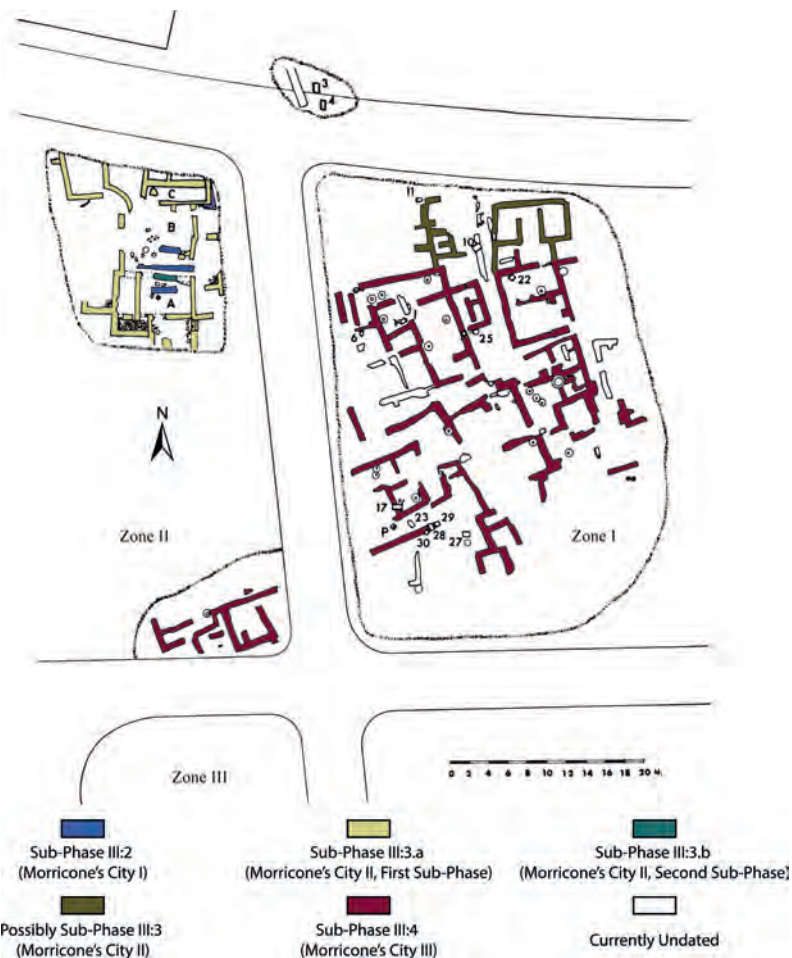 3
4
C
B
A
11
10
22
6
25
N
17
23
29
P
28
30
27
Zone II
Zone I
Zone III
0 2 4 6 8 10 12 14 16 18 20 M.
Sub-Phase III:2
(Morricone's City I)
Sub-Phase III:3.a
(Morricone's City II, First Sub-Phase)
Sub-Phase III:3.b
(Morricone's City II, Second Sub-Phase)
Possibly Sub-Phase III:3
(Morricone's City II)
Sub-Phase III:4
(Morricone's City III)
Currently Undated